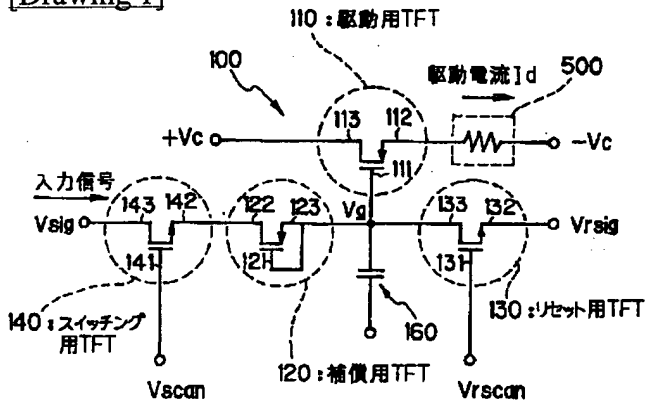 [Drawing 1]
110:駆動用TFT
100
駆動電流Id
500
113
112
+Vc
-Vc
111
入力信号
Vsig
143
142
122
123
Vg
133
132
Vrsig
141
121
131
160
140:スイッチング
用TFT
130:リセット用TFT
120:補償用TFT
Vscan
Vrscan